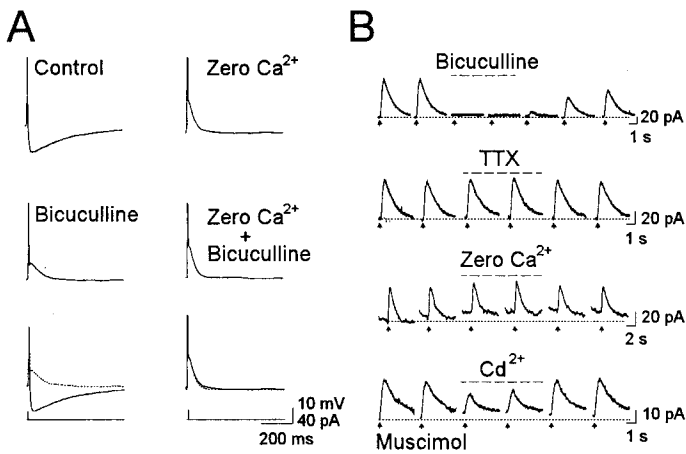 A
Control
Zero Ca²⁺
Bicuculline
Zero Ca²⁺
+
Bicuculline
10 mV
40 pA
200 ms
B
Bicuculline
20 pA
1 s
TTX
20 pA
1 s
Zero Ca²⁺
20 pA
2 s
Cd²⁺
10 pA
1 s
Muscimol